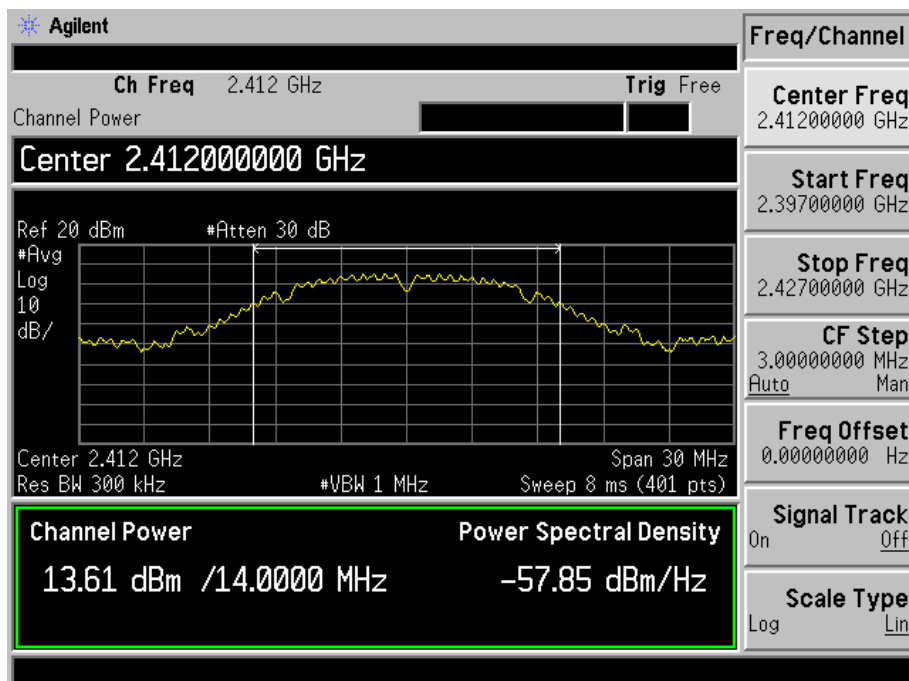 Agilent
Freq/Channel
Ch Freq 2.412 GHz Trig Free
Channel Power
Center 2.412000000 GHz
Ref 20 dBm #Atten 30 dB
#Avg
Log
10
dB/
Center 2.412 GHz Span 30 MHz
Res BW 300 kHz #VBW 1 MHz Sweep 8 ms (401 pts)
Channel Power Power Spectral Density
13.61 dBm /14.0000 MHz -57.85 dBm/Hz
Center Freq
2.41200000 GHz
Start Freq
2.39700000 GHz
Stop Freq
2.42700000 GHz
CF Step
3.00000000 MHz
Auto Man
Freq Offset
0.00000000 Hz
Signal Track
On Off
Scale Type
Log Lin